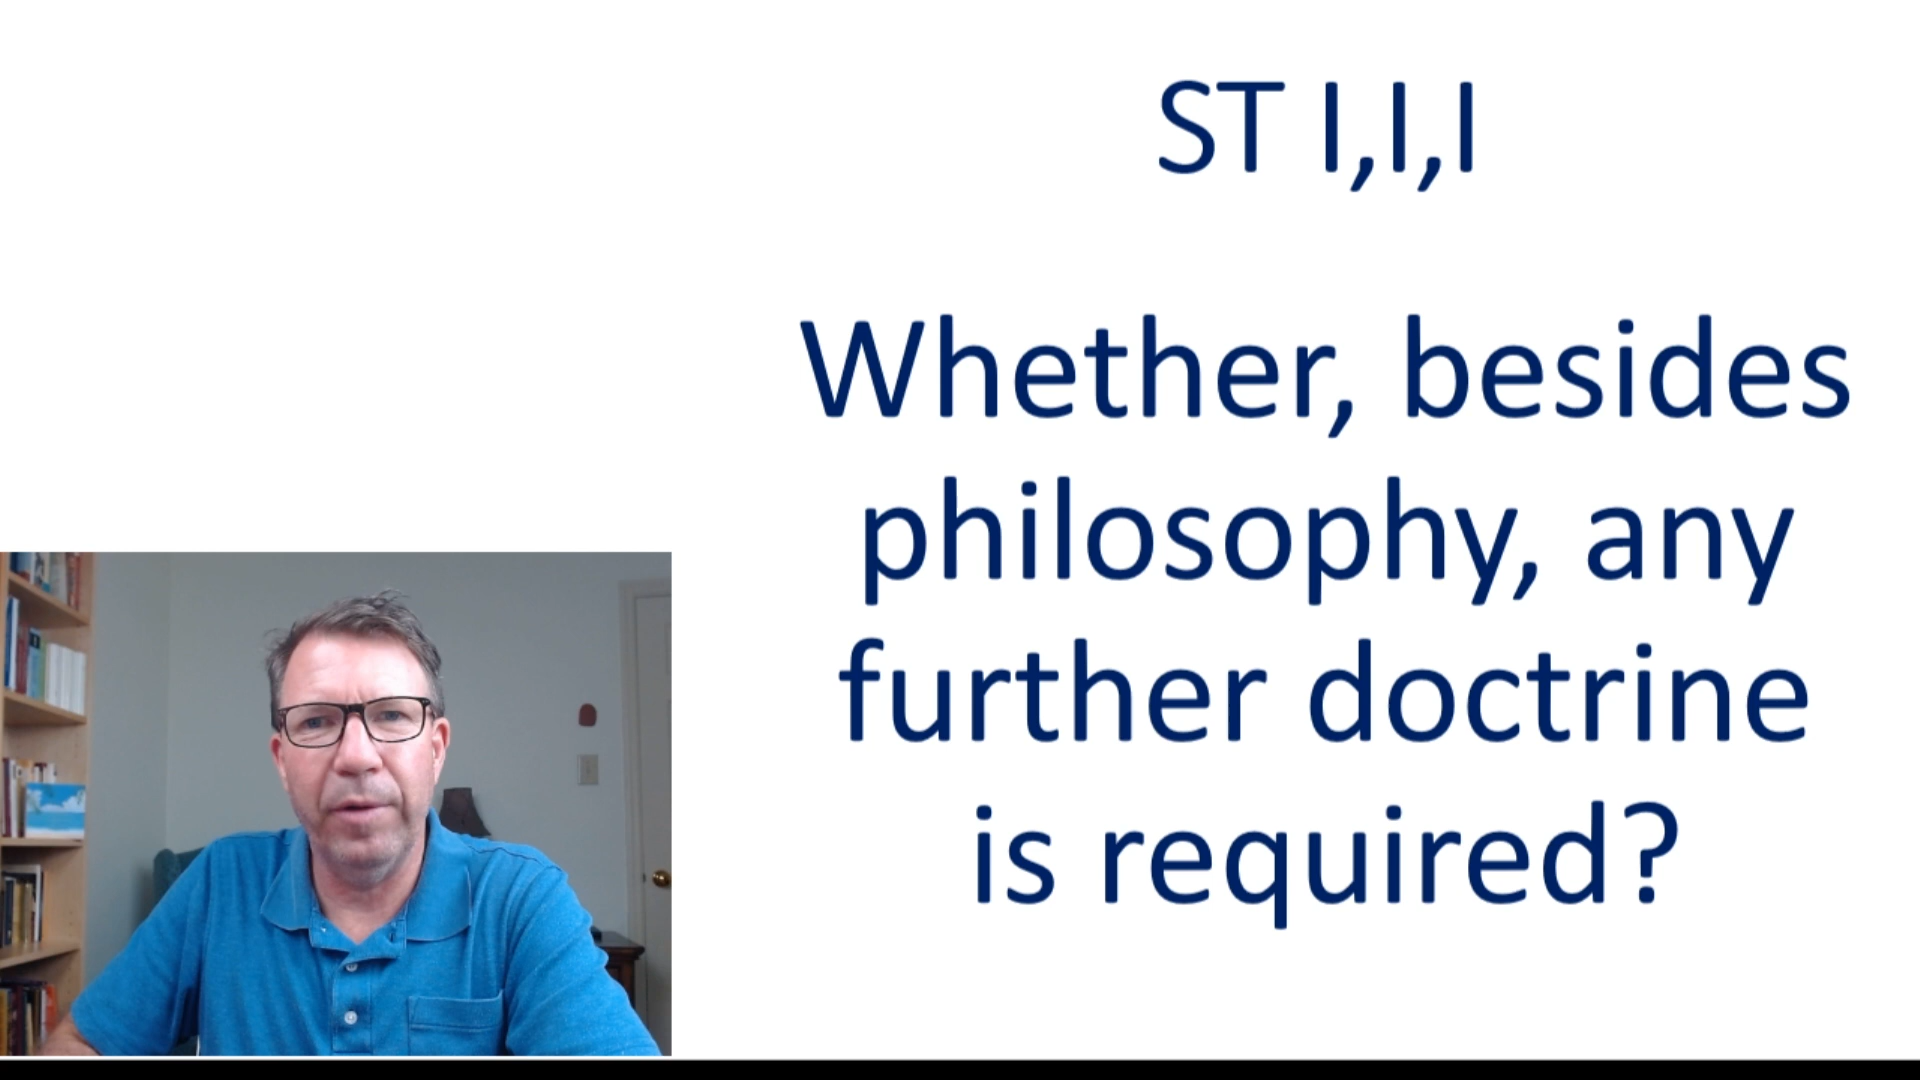 ST I,I,I
Whether, besides
philosophy, any
further doctrine
is required?